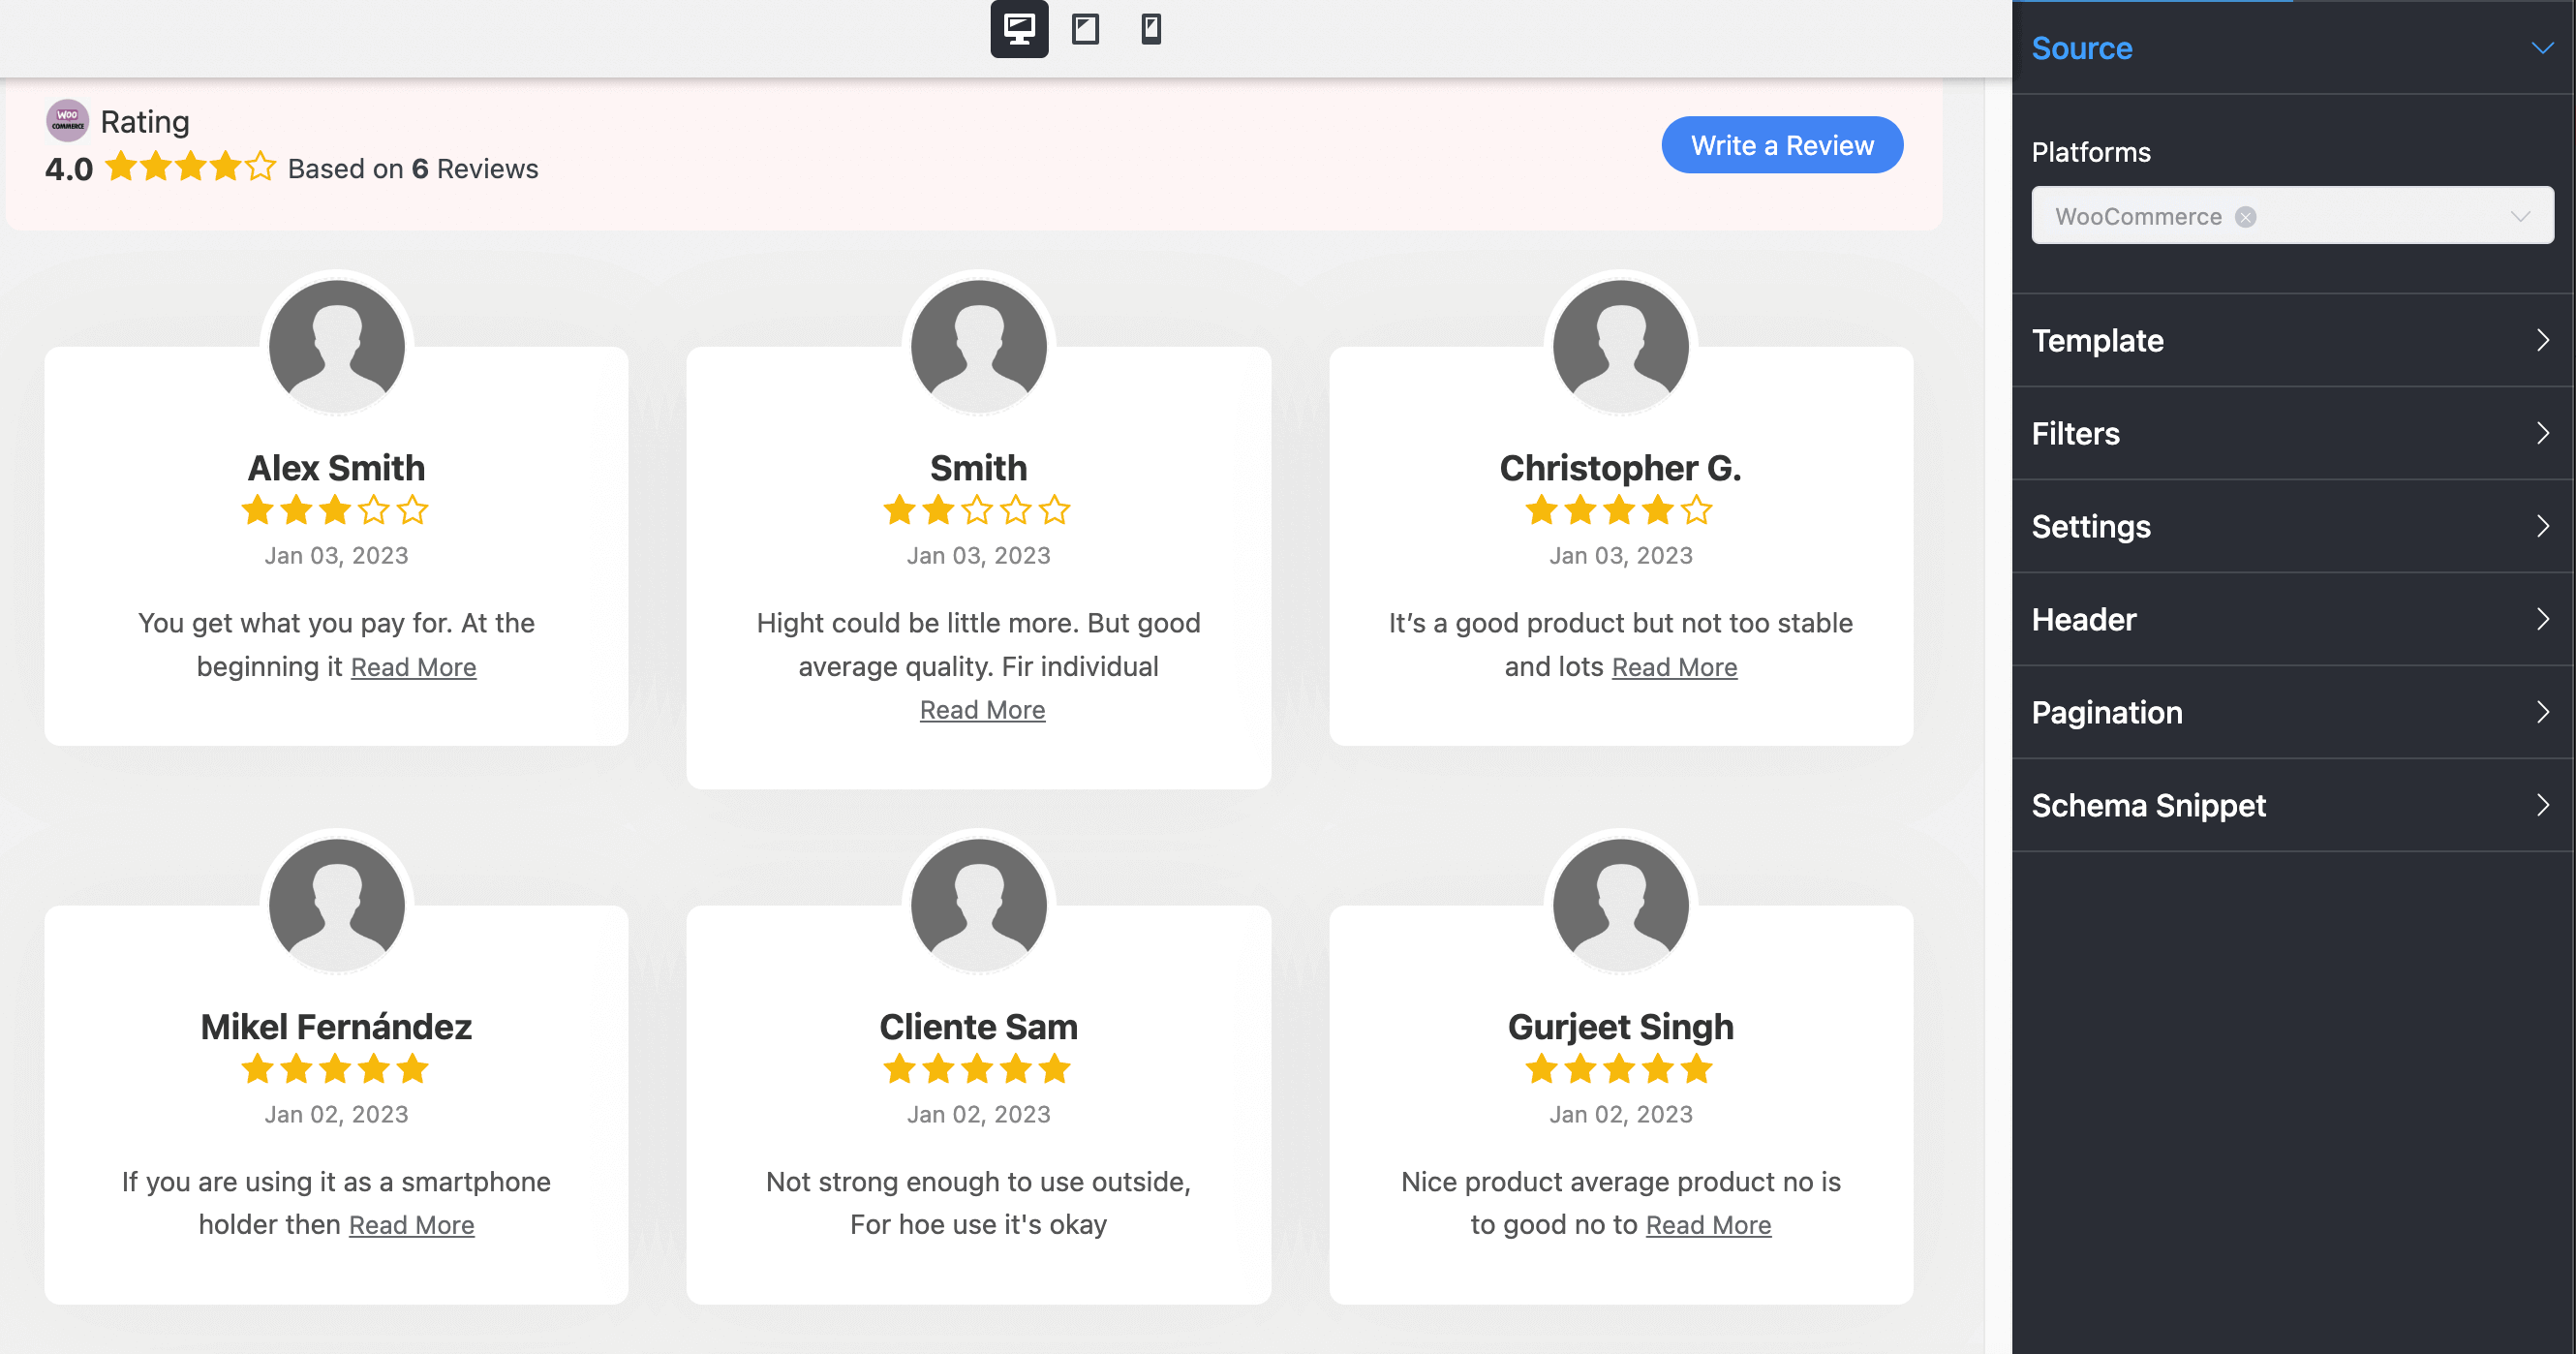 WOO
COMMERCE
Rating
4.0 Based on 6 Reviews
Write a Review
Alex Smith
Jan 03, 2023
You get what you pay for. At the
beginning it Read More
Smith
Jan 03, 2023
Hight could be little more. But good
average quality. Fir individual
Read More
Christopher G.
Jan 03, 2023
It’s a good product but not too stable
and lots Read More
Mikel Fernández
Jan 02, 2023
If you are using it as a smartphone
holder then Read More
Cliente Sam
Jan 02, 2023
Not strong enough to use outside,
For hoe use it's okay
Gurjeet Singh
Jan 02, 2023
Nice product average product no is
to good no to Read More
Source
Platforms
WooCommerce
Template
Filters
Settings
Header
Pagination
Schema Snippet